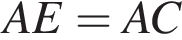 AE = AC